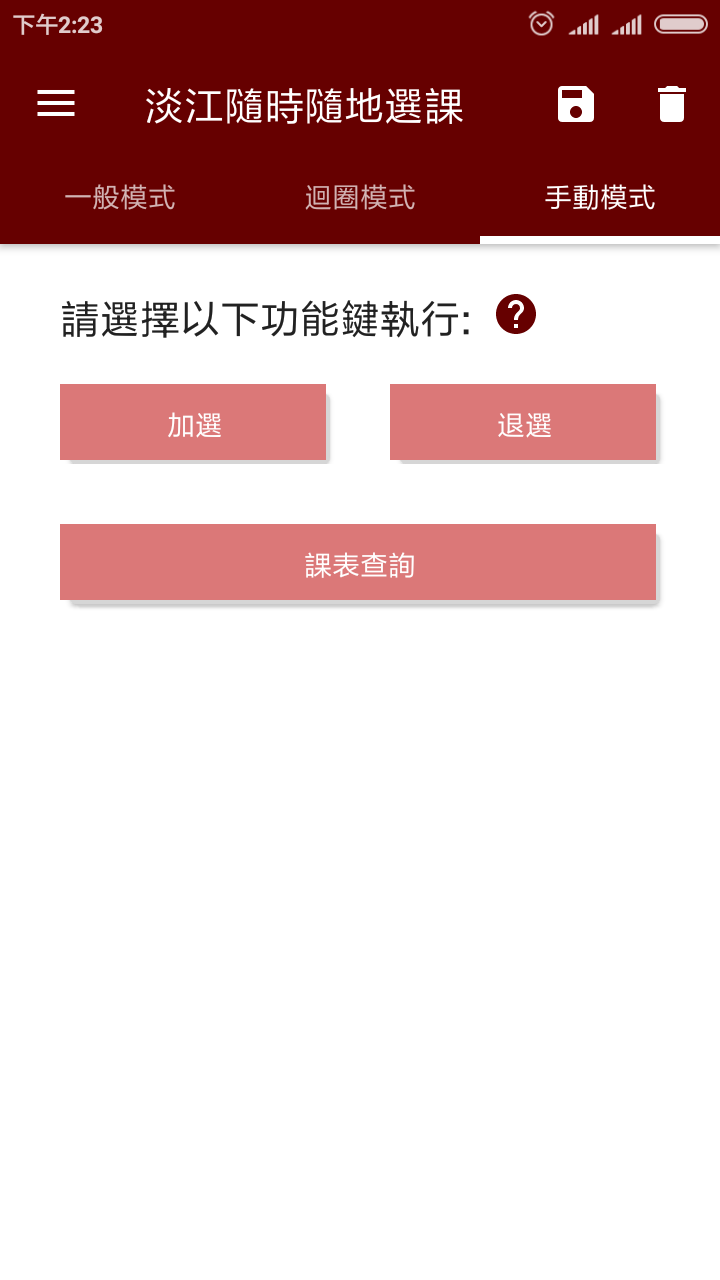 下午2:23
淡江隨時隨地選課
一般模式 迴圈模式 手動模式
請選擇以下功能鍵執行:
加選 退選
課表查詢